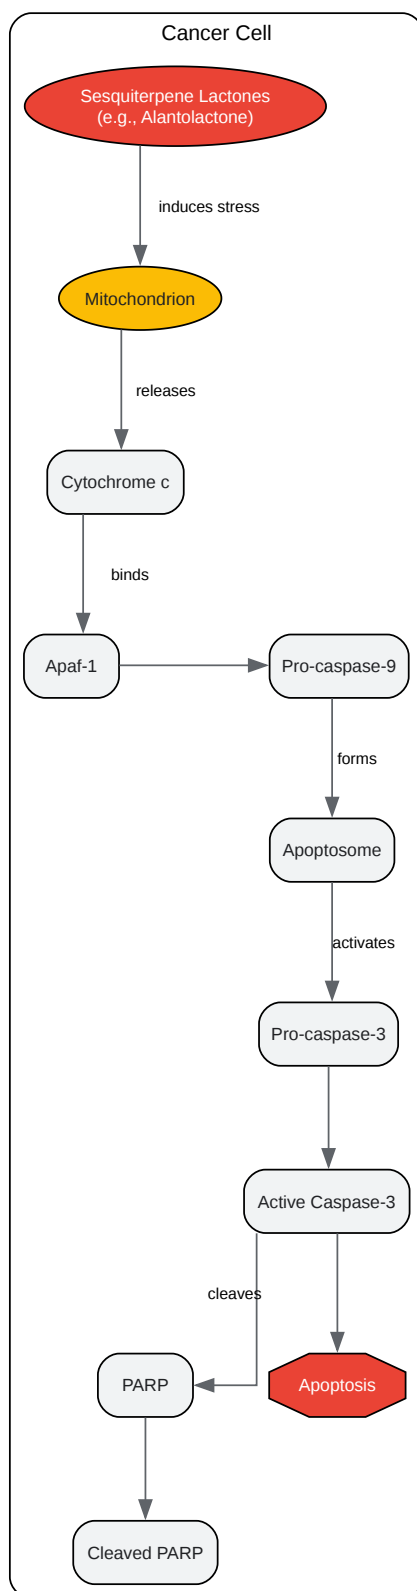 Cancer Cell
Sesquiterpene Lactones
(e.g., Alantolactone)
induces stress
Mitochondrion
releases
Cytochrome c
binds
Apaf-1
Pro-caspase-9
forms
Apoptosome
activates
Pro-caspase-3
Active Caspase-3
cleaves
PARP
Apoptosis
Cleaved PARP